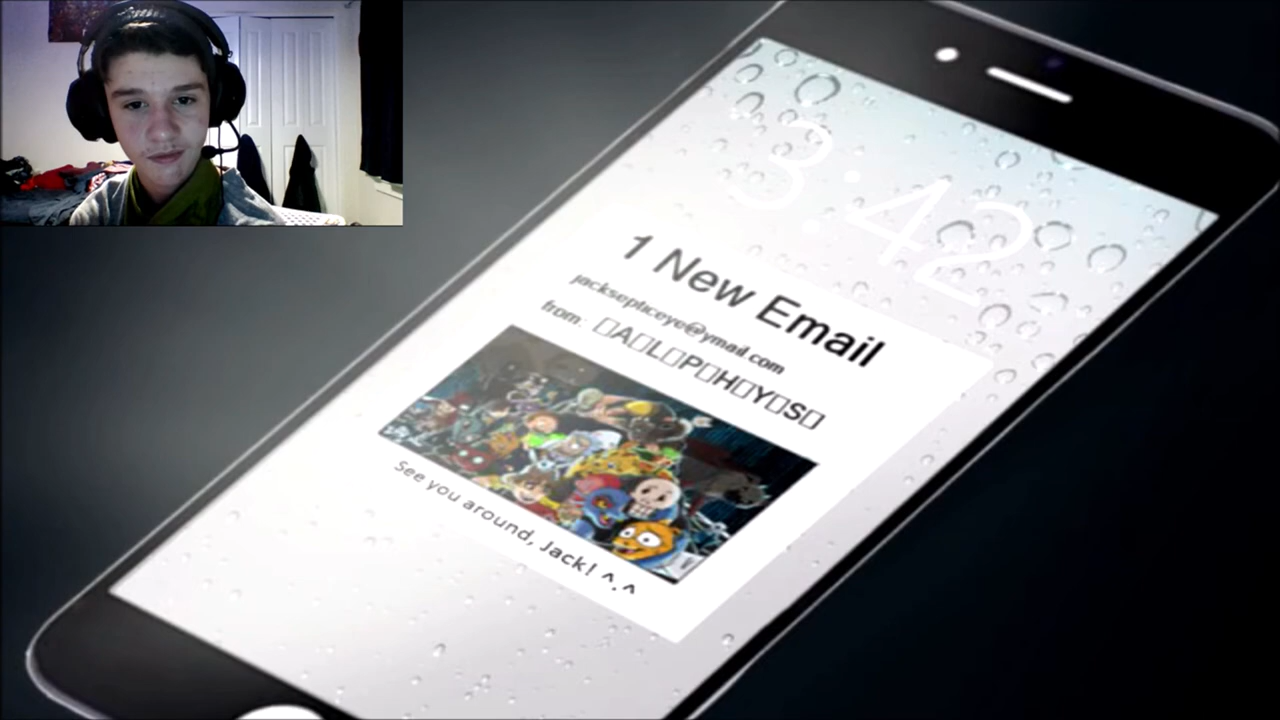 3:42
1 New Email
jacksepticeye@ymail.com
from: ▯A▯L▯P▯H▯Y▯S▯
See you around, Jack! ^.^